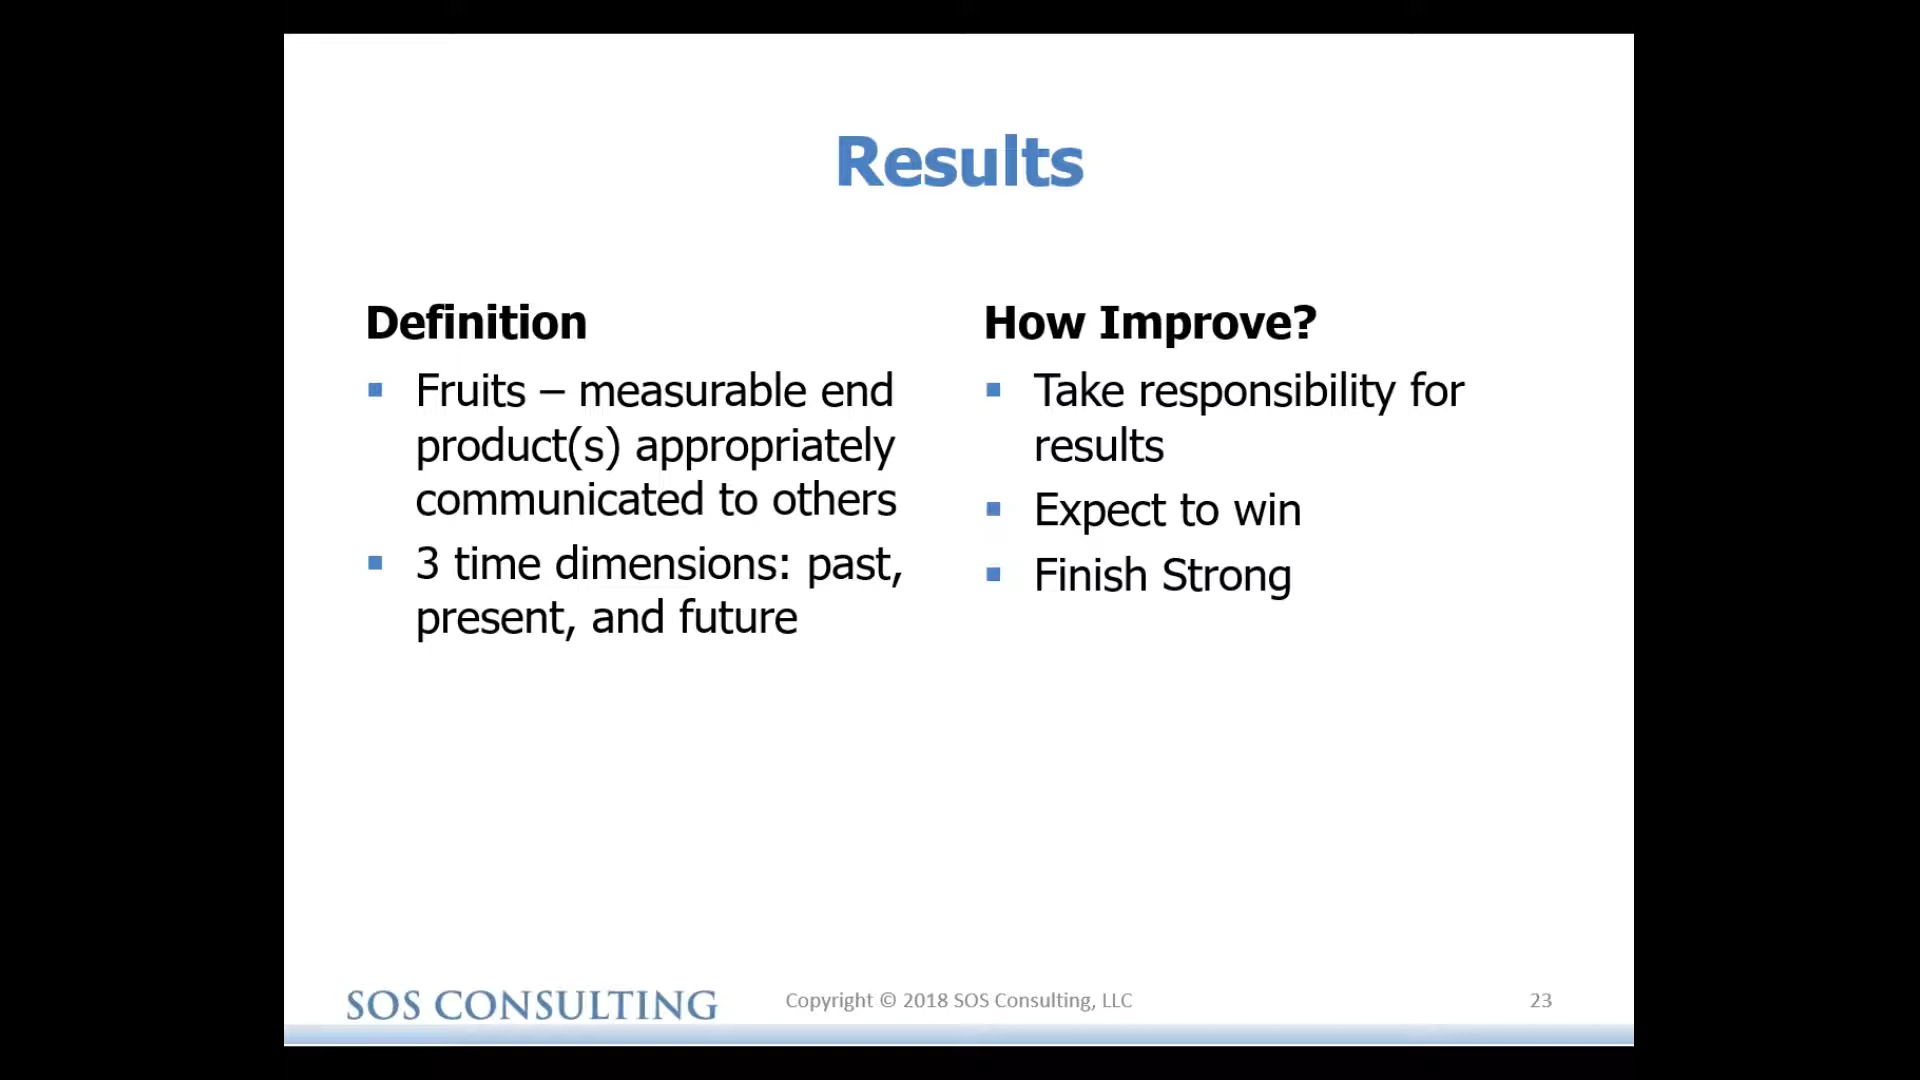 Results
Definition
▪ Fruits – measurable end
product(s) appropriately
communicated to others
▪ 3 time dimensions: past,
present, and future
How Improve?
▪ Take responsibility for
results
▪ Expect to win
▪ Finish Strong
SOS CONSULTING
Copyright © 2018 SOS Consulting, LLC
23